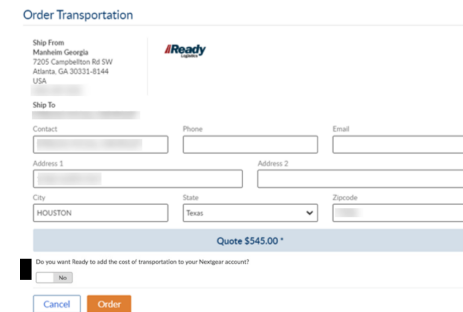 Order Transportation
Ship From
Manheim Georgia
7205 Campbellton Rd SW
Atlanta, GA 30331-8144
USA
Ready
Logistics
Ship To
Contact
Phone
Email
Address 1
Address 2
City
State
Zipcode
HOUSTON
Texas
Quote $545.00 *
Do you want Ready to add the cost of transportation to your Nextgear account?
No
Cancel
Order